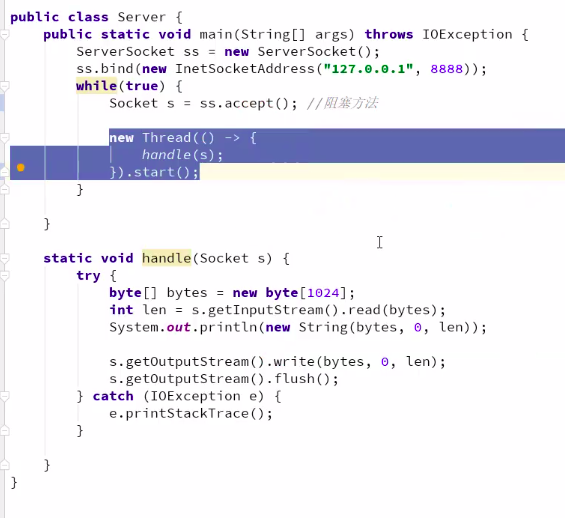 public class Server {
    public static void main(String[] args) throws IOException {
        ServerSocket ss = new ServerSocket();
        ss.bind(new InetSocketAddress("127.0.0.1", 8888));
        while(true) {
            Socket s = ss.accept(); //阻塞方法
            new Thread(() -> {
                handle(s);
            }).start();
        }
    }
    static void handle(Socket s) {
        try {
            byte[] bytes = new byte[1024];
            int len = s.getInputStream().read(bytes);
            System.out.println(new String(bytes, 0, len));
            s.getOutputStream().write(bytes, 0, len);
            s.getOutputStream().flush();
        } catch (IOException e) {
            e.printStackTrace();
        }
    }
}